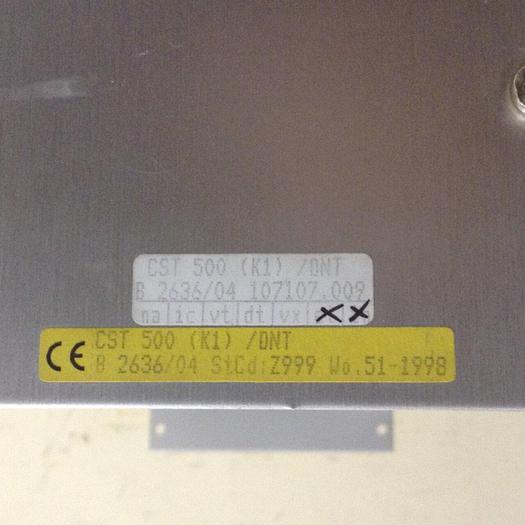 CST 500 (K1) /DNT
B 2636/04 107107.009
na ic vt dt vx
CE CST 500 (K1) /DNT
B 2636/04 StCd:Z999 Wo.51-1998